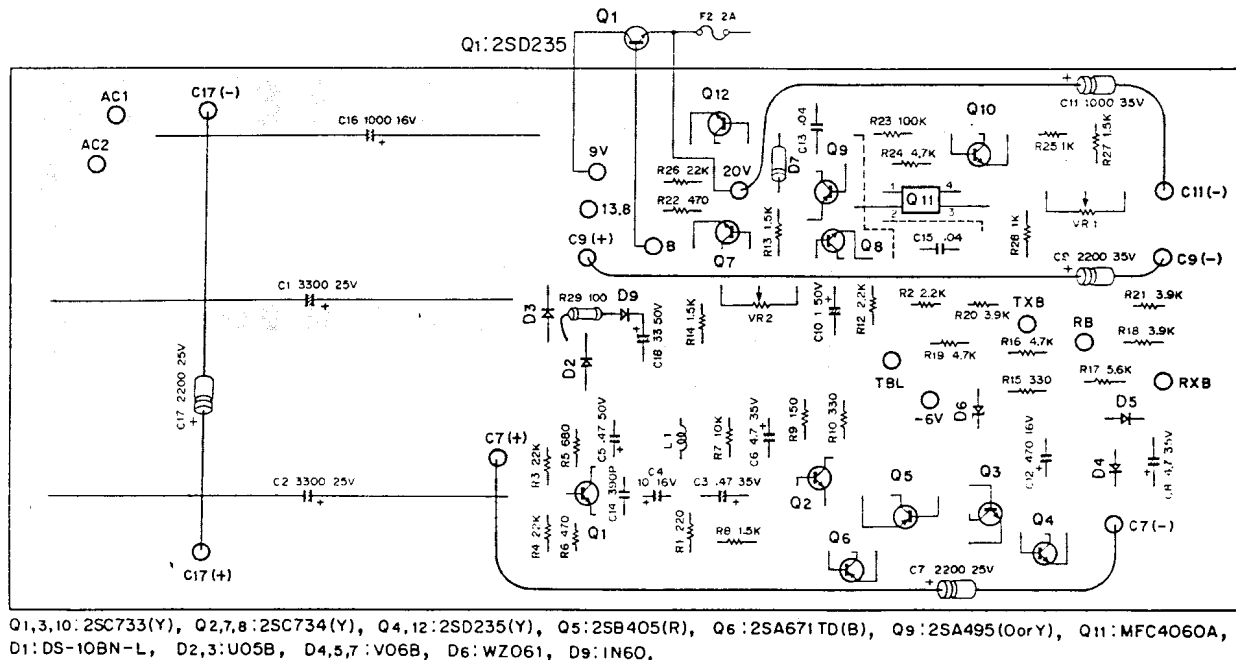 Q1 F2 2A
Q1:2SD235
AC1
C17(-)
AC2
C16 1000 16V
+
Q12
C13 .04
R23 100K
Q10
+
C11 1000 35V
R25 1K
R27 1.5K
9V
R26 22K
20V
D7
Q9
R24 4.7K
13.8
R22 470
R13 1.5K
1 4
Q11
2 3
C11(-)
VR1
R28 1K
C9(+)
B
Q7
Q8
C15 .04
+
C9 2200 35V
C9(-)
C1 3300 25V
+
D3
R29 100
D9
+
C18 33 50V
R14 1.5K
VR2
C10 1 50V
+
R12 2.2K
R2 2.2K
R20 3.9K
TXB
R21 3.9K
D2
R19 4.7K
R16 4.7K
RB
R18 3.9K
C17 2200 25V
+
TBL
R15 330
R17 5.6K
RXB
-6V
D6
D5
C7(+)
R3 22K
R5 680
C5 .47 50V
+
L1
R7 10K
C6 4.7 35V
+
R9 150
R10 330
C12 470 16V
+
D4
C8 4.7 35V
+
C2 3300 25V
+
C14 390P
C4
10 16V
+
C3 .47 35V
+
Q2
Q5
Q3
R4 22K
R6 470
Q1
R1 220
R8 1.5K
Q6
Q4
C7(-)
C17(+)
C7 2200 25V
+
Q1,3,10:2SC733(Y), Q2,7,8:2SC734(Y), Q4,12:2SD235(Y), Q5:2SB405(R), Q6:2SA671TD(B), Q9:2SA495(OorY), Q11:MFC4060A,
D1:DS-10BN-L, D2,3:U05B, D4,5,7:V06B, D6:WZ061, D9:IN60,